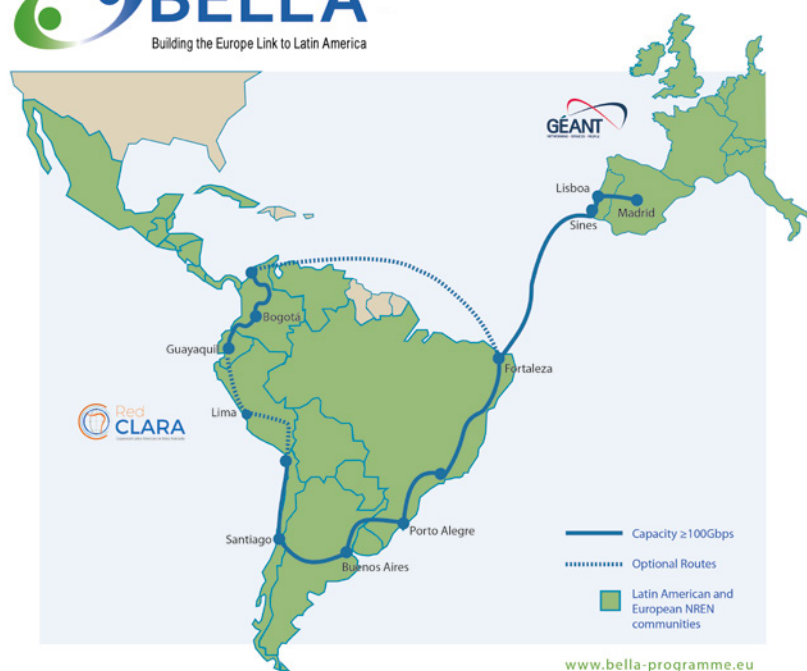 BELLA
Building the Europe Link to Latin America
GÉANT
Lisboa
Madrid
Sines
Bogotá
Guayaquil
Fortaleza
Red
CLARA
Lima
Santiago
Porto Alegre
Buenos Aires
Capacity ≥100Gbps
Optional Routes
Latin American and
European NREN
communities
www.bella-programme.eu